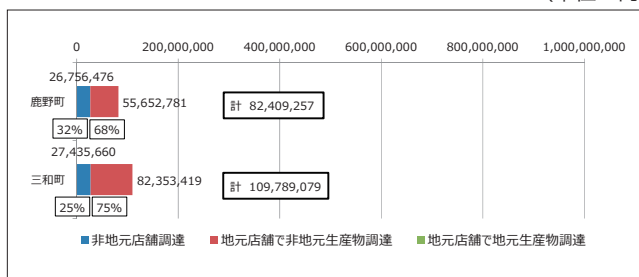 0 200,000,000 400,000,000 600,000,000 800,000,000 1,000,000,000
26,756,476
鹿野町 55,652,781 計 82,409,257
32% 68%
27,435,660
三和町 82,353,419 計 109,789,079
25% 75%
■非地元店舗調達 ■地元店舗で非地元生産物調達 ■地元店舗で地元生産物調達